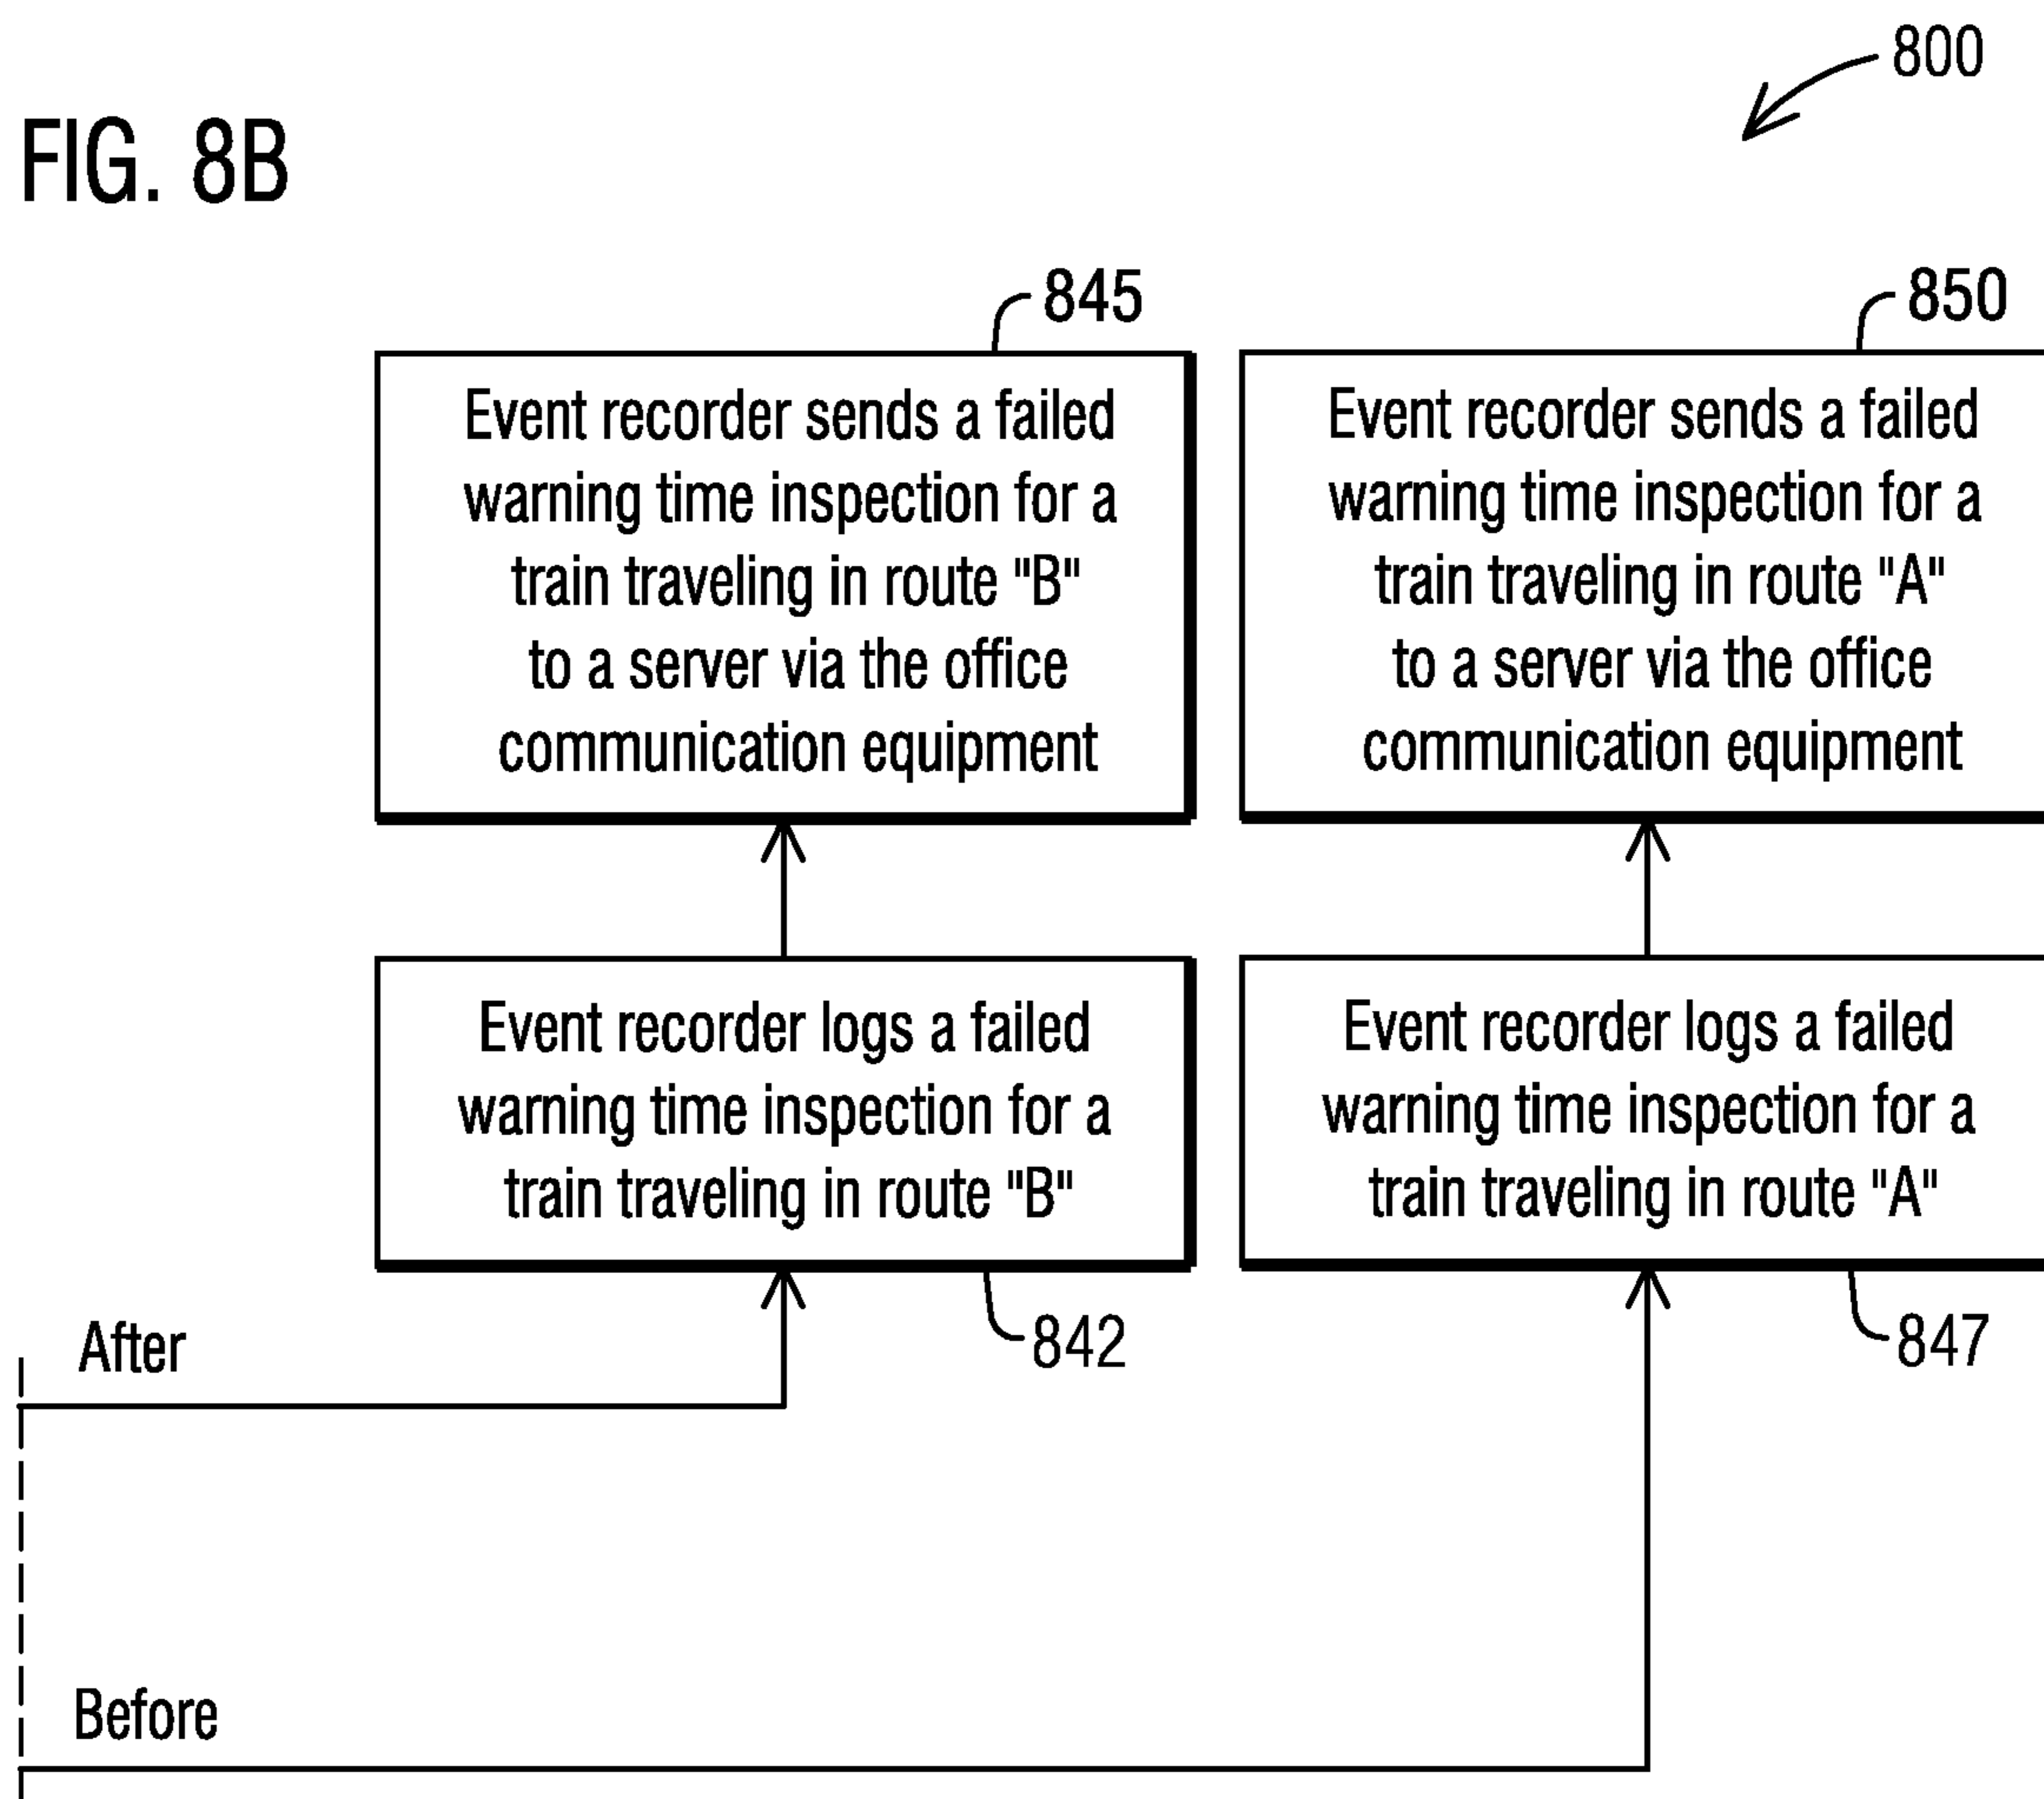 800
FIG. 8B
845
Event recorder sends a failed
warning time inspection for a
train traveling in route "B"
to a server via the office
communication equipment
850
Event recorder sends a failed
warning time inspection for a
train traveling in route "A"
to a server via the office
communication equipment
Event recorder logs a failed
warning time inspection for a
train traveling in route "B"
842
Event recorder logs a failed
warning time inspection for a
train traveling in route "A"
847
After
Before